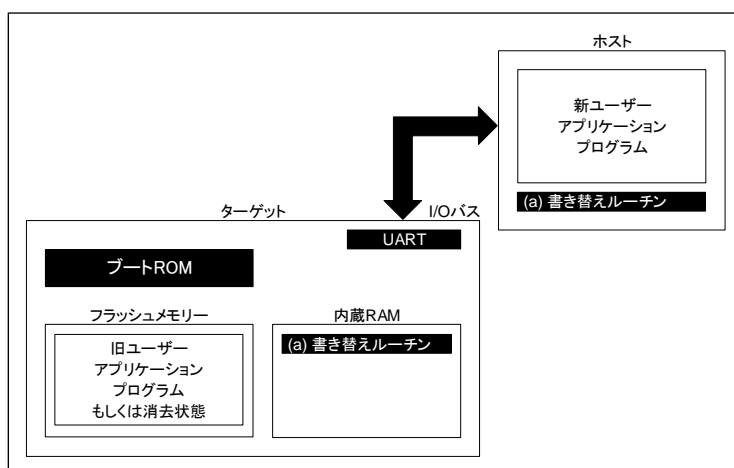 ホスト
新ユーザー
アプリケーション
プログラム
(a) 書き替えルーチン
ターゲット
I/Oバス
UART
ブートROM
フラッシュメモリー
内蔵RAM
旧ユーザー
アプリケーション
プログラム
もしくは消去状態
(a) 書き替えルーチン